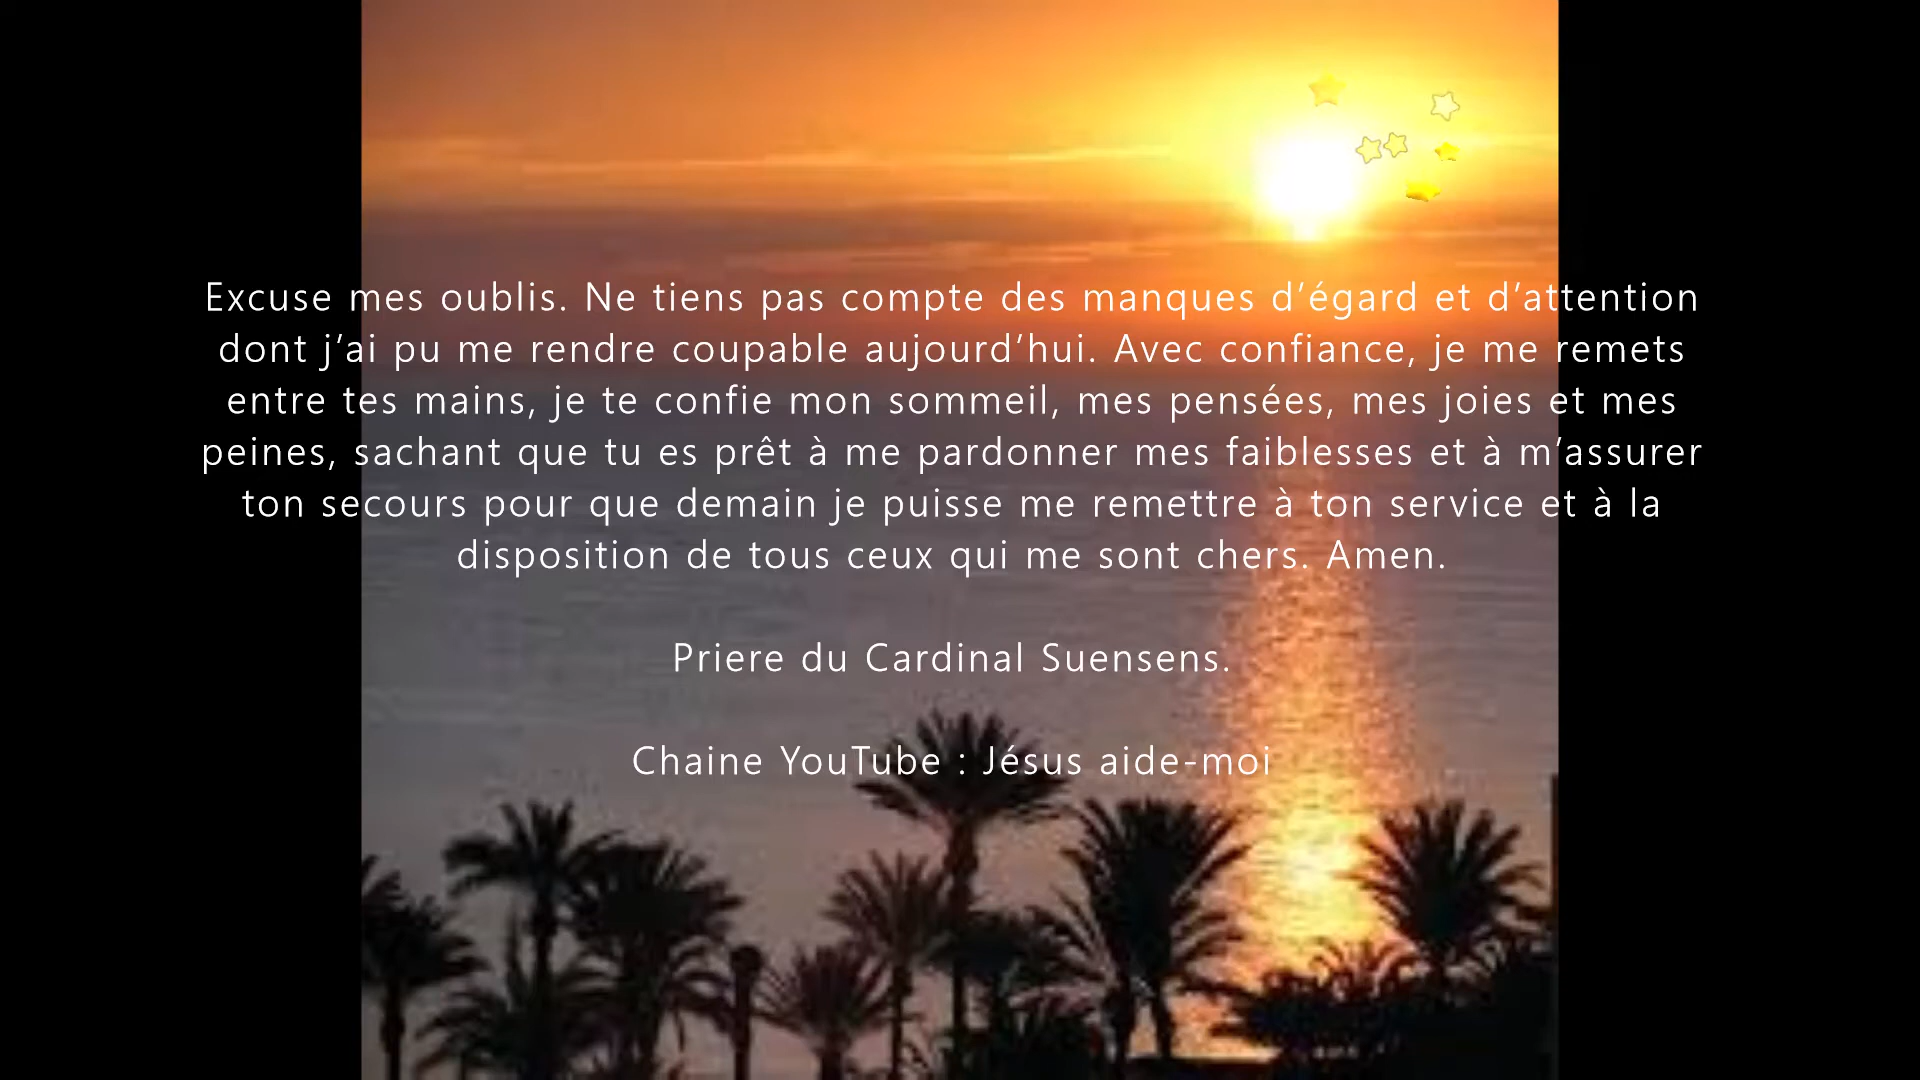 Excuse mes oublis. Ne tiens pas compte des manques d’égard et d’attention
dont j’ai pu me rendre coupable aujourd’hui. Avec confiance, je me remets
entre tes mains, je te confie mon sommeil, mes pensées, mes joies et mes
peines, sachant que tu es prêt à me pardonner mes faiblesses et à m’assurer
ton secours pour que demain je puisse me remettre à ton service et à la
disposition de tous ceux qui me sont chers. Amen.
Priere du Cardinal Suensens.
Chaine YouTube : Jésus aide-moi